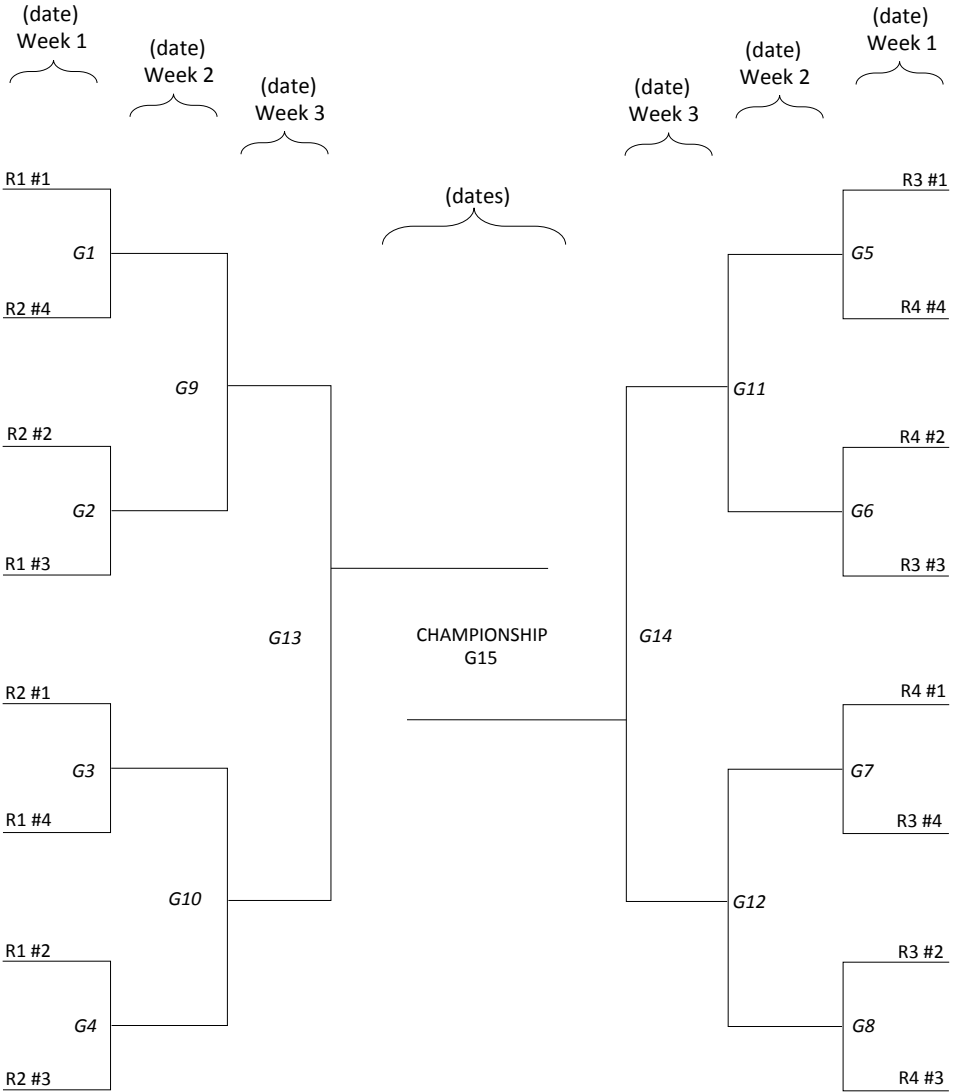 (date)
Week 1
(date)
Week 2
(date)
Week 3
(dates)
(date)
Week 3
(date)
Week 2
(date)
Week 1
R1 #1
G1
R2 #4
G9
R2 #2
G2
R1 #3
G13
R2 #1
G3
R1 #4
G10
R1 #2
G4
R2 #3
CHAMPIONSHIP
G15
R3 #1
G5
R4 #4
G11
R4 #2
G6
R3 #3
G14
R4 #1
G7
R3 #4
G12
R3 #2
G8
R4 #3